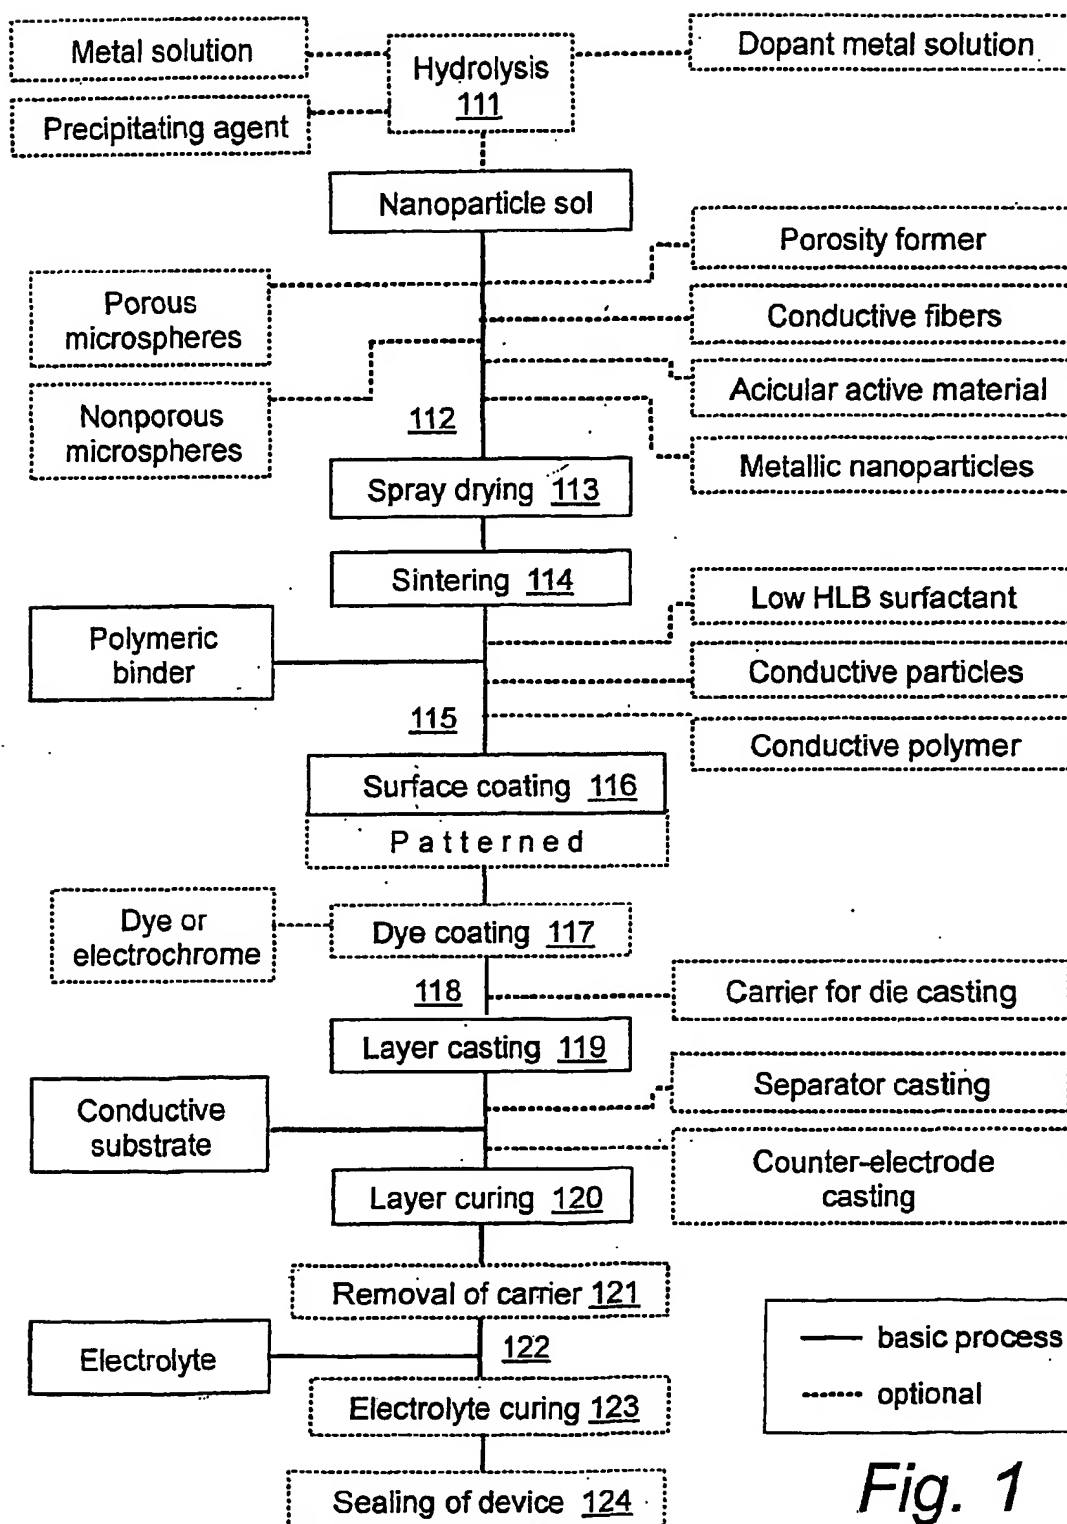 Metal solution
Hydrolysis
111
Dopant metal solution
Precipitating agent
Nanoparticle sol
Porosity former
Porous
microspheres
Conductive fibers
Acicular active material
Nonporous
microspheres
112
Metallic nanoparticles
Spray drying 113
Sintering 114
Low HLB surfactant
Polymeric
binder
Conductive particles
115
Conductive polymer
Surface coating 116
Patterned
Dye or
electrochrome
Dye coating 117
118
Carrier for die casting
Layer casting 119
Separator casting
Conductive
substrate
Counter-electrode
casting
Layer curing 120
Removal of carrier 121
basic process
Electrolyte
122
optional
Electrolyte curing 123
Sealing of device 124
Fig. 1